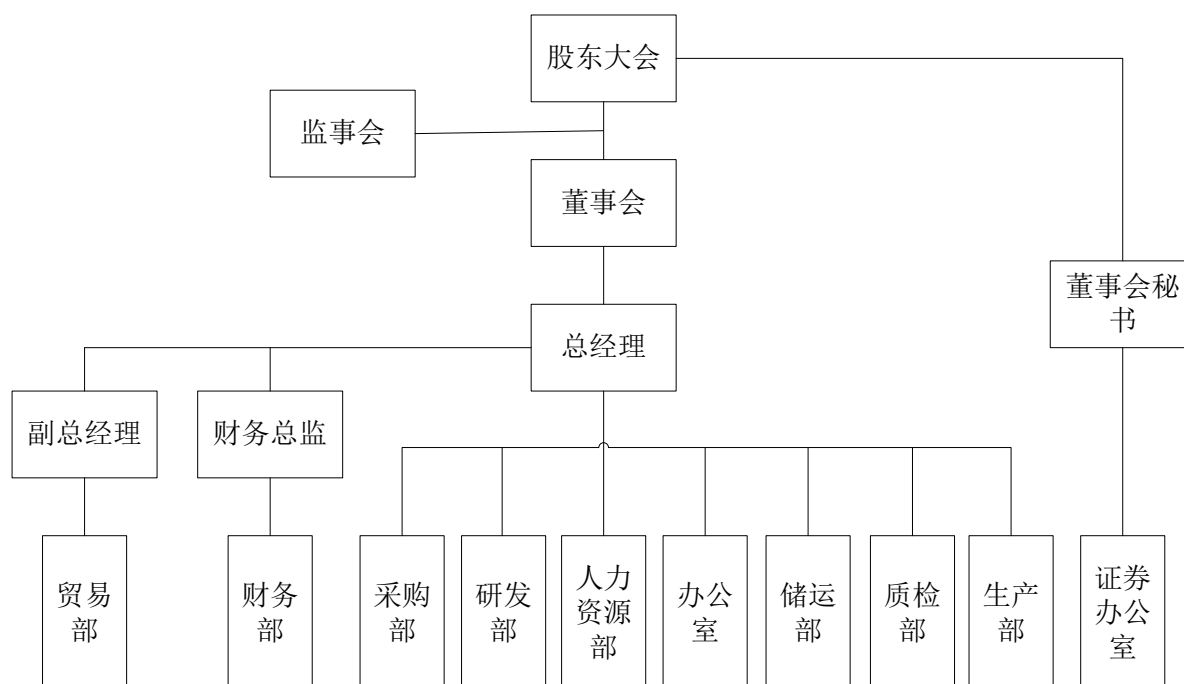 股东大会
监事会
董事会
董事会秘
书
总经理
副总经理
财务总监
贸易
部
财务
部
采购
部
研发
部
人力
资源
部
办公
室
储运
部
质检
部
生产
部
证券
办公
室